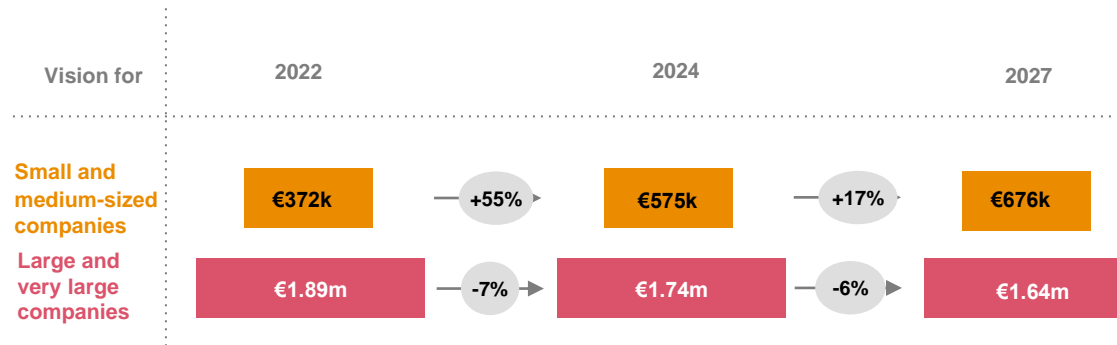 Vision for 2022 2024 2027
Small and
medium-sized
companies
€372k +55% €575k +17% €676k
Large and
very large
companies
€1.89m -7% €1.74m -6% €1.64m